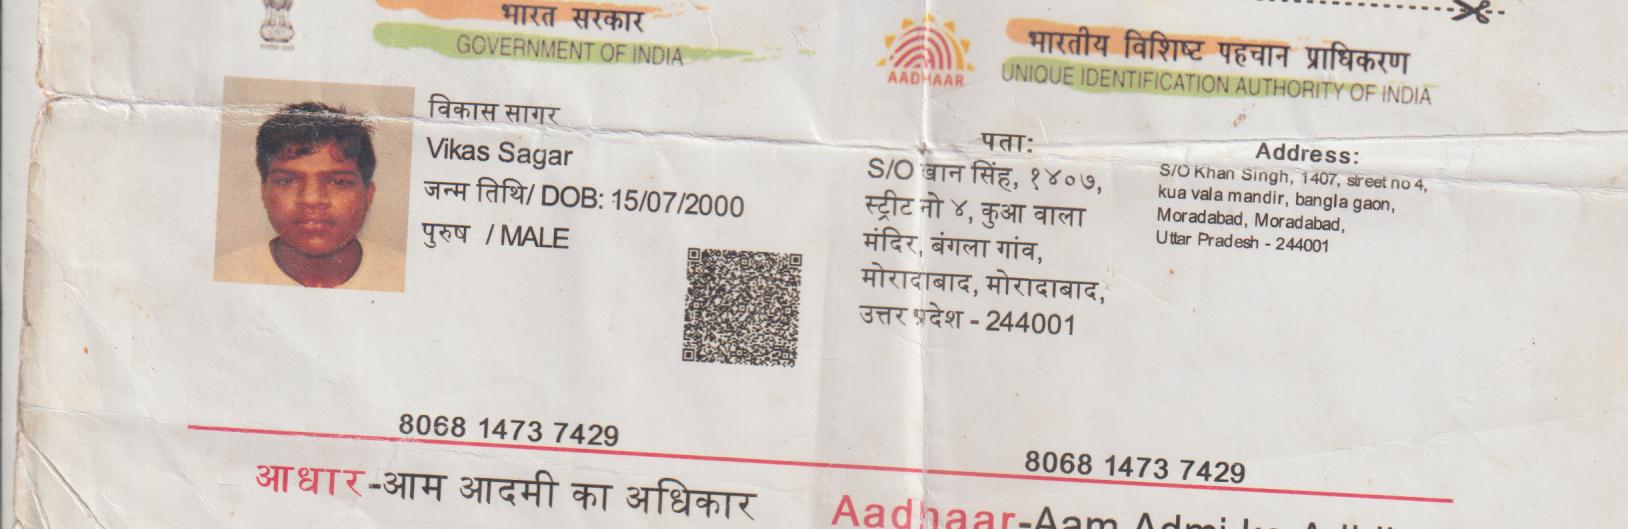 भारत सरकार
GOVERNMENT OF INDIA
विकास सागर
Vikas Sagar
जन्म तिथि/ DOB: 15/07/2000
पुरुष / MALE
8068 1473 7429
आधार-आम आदमी का अधिकार
AADHAAR
भारतीय विशिष्ट पहचान प्राधिकरण
UNIQUE IDENTIFICATION AUTHORITY OF INDIA
पता:
S/O खान सिंह, १४०७,
स्ट्रीट नो ४, कुआ वाला
मंदिर, बंगला गांव,
मोरादाबाद, मोरादाबाद,
उत्तर प्रदेश - 244001
Address:
S/O Khan Singh, 1407, street no 4,
kua vala mandir, bangla gaon,
Moradabad, Moradabad,
Uttar Pradesh - 244001
8068 1473 7429
Aadhaar-Aam Admi ka